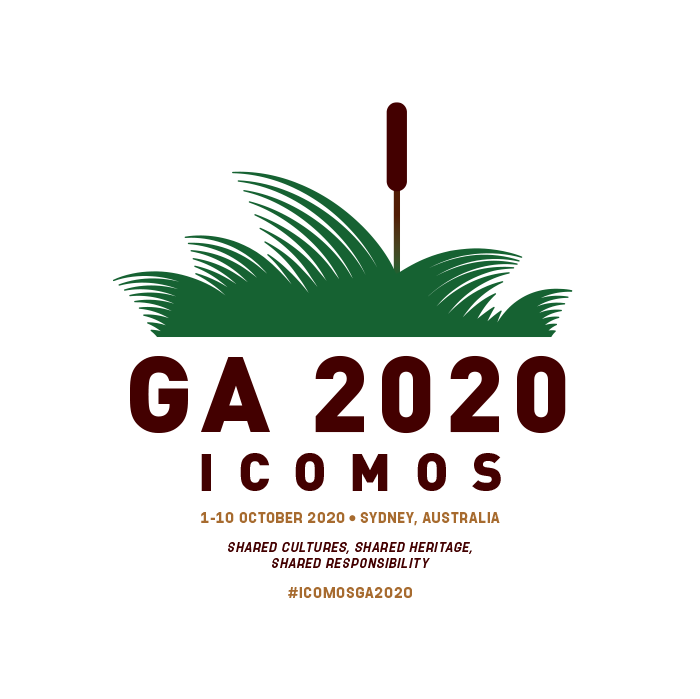 GA 2020
ICOMOS
1-10 OCTOBER 2020 • SYDNEY, AUSTRALIA
SHARED CULTURES, SHARED HERITAGE,
SHARED RESPONSIBILITY
#ICOMOSGA2020